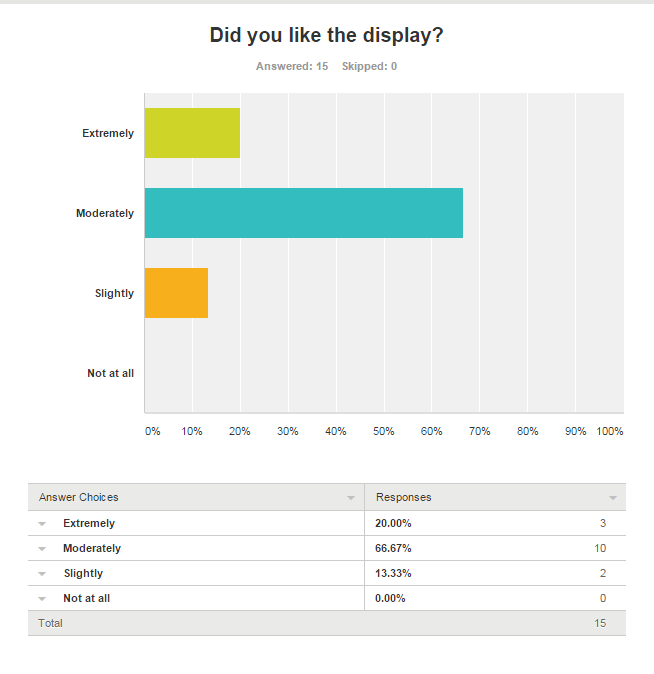 Did you like the display?
Answered: 15 Skipped: 0
Extremely
Moderately
Slightly
Not at all
0% 10% 20% 30% 40% 50% 60% 70% 80% 90% 100%
Answer Choices Responses
Extremely 20.00% 3
Moderately 66.67% 10
Slightly 13.33% 2
Not at all 0.00% 0
Total 15